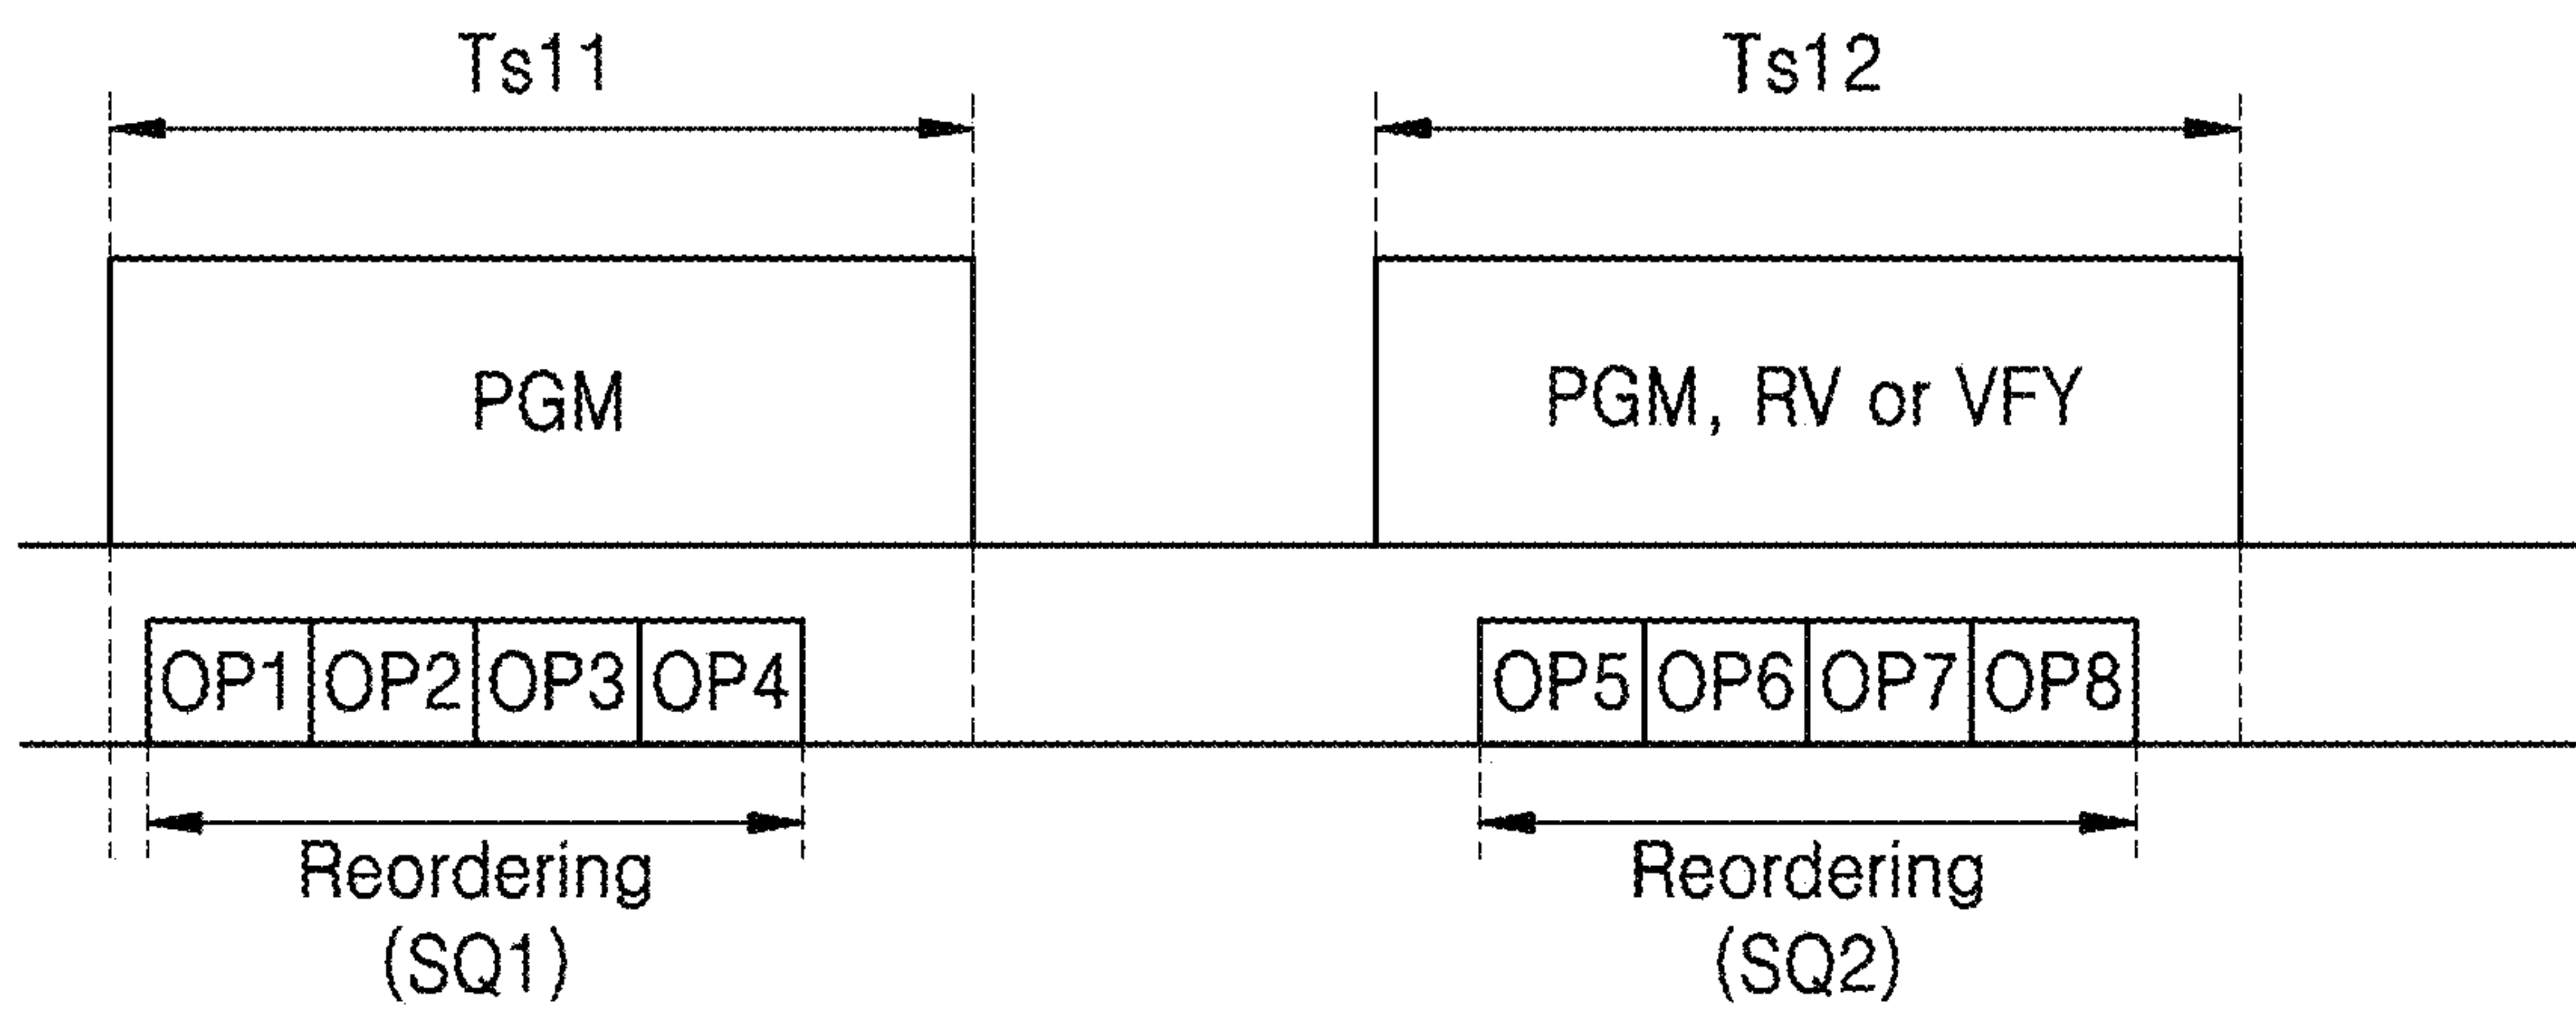 Ts11
Ts12
PGM
PGM, RV or VFY
OP1 OP2 OP3 OP4
OP5 OP6 OP7 OP8
Reordering
(SQ1)
Reordering
(SQ2)